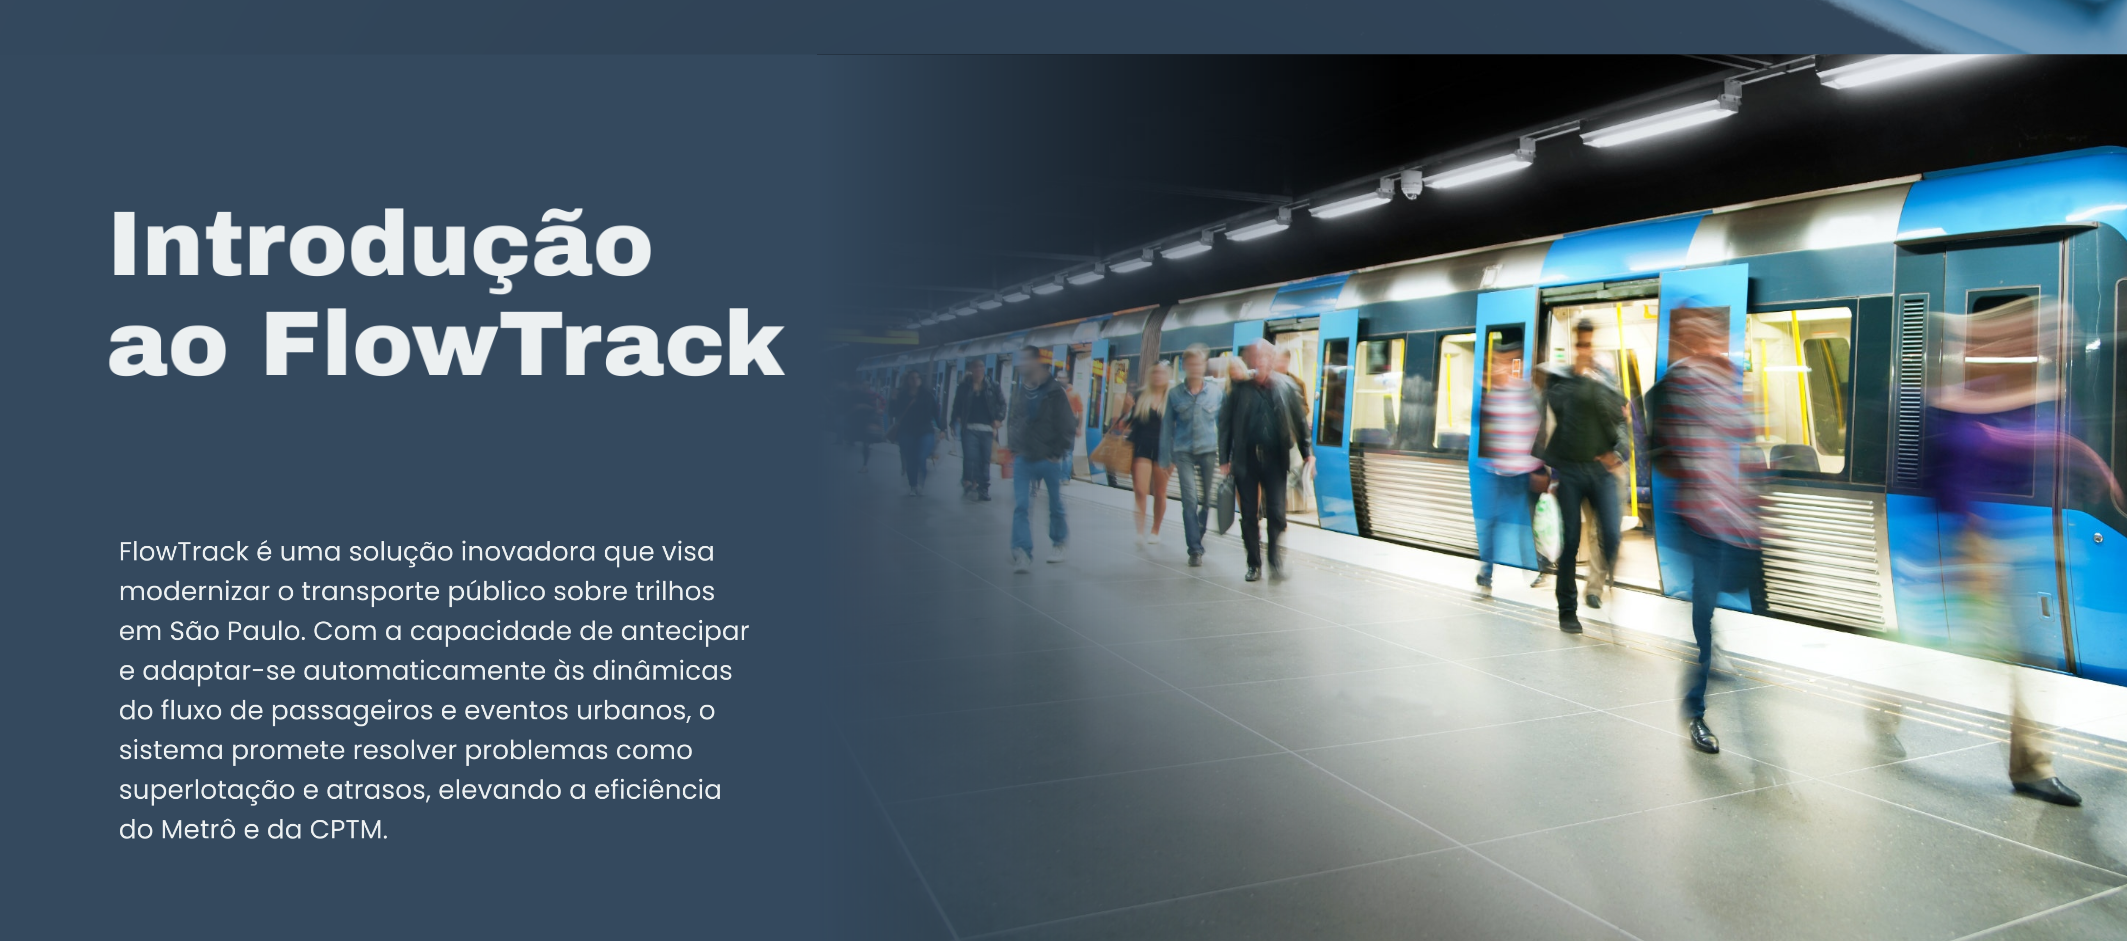 Introdução
ao FlowTrack
FlowTrack é uma solução inovadora que visa
modernizar o transporte público sobre trilhos
em São Paulo. Com a capacidade de antecipar
e adaptar-se automaticamente às dinâmicas
do fluxo de passageiros e eventos urbanos, o
sistema promete resolver problemas como
superlotação e atrasos, elevando a eficiência
do Metrô e da CPTM.